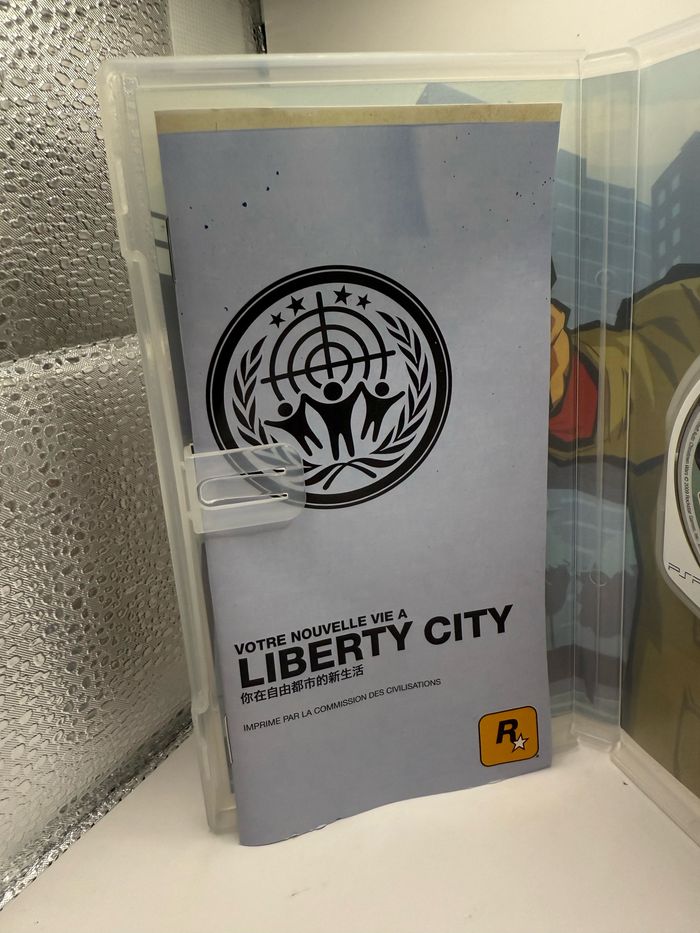 VOTRE NOUVELLE VIE A
LIBERTY CITY
你在自由都市的新生活
IMPRIME PAR LA COMMISSION DES CIVILISATIONS
R